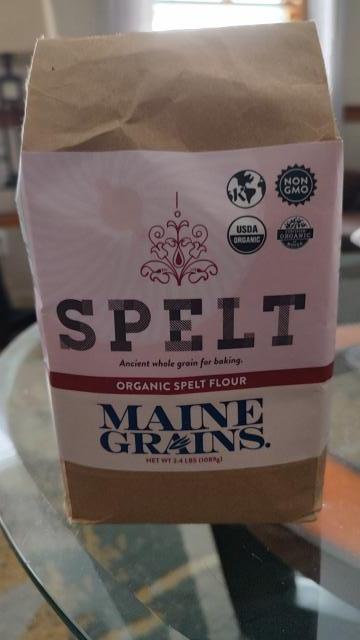 K
NON
GMO
USDA
ORGANIC
ORGANIC
SPELT
Ancient whole grain for baking.
ORGANIC SPELT FLOUR
MAINE
GRAINS.
NET WT 2.4 LBS (1089g)